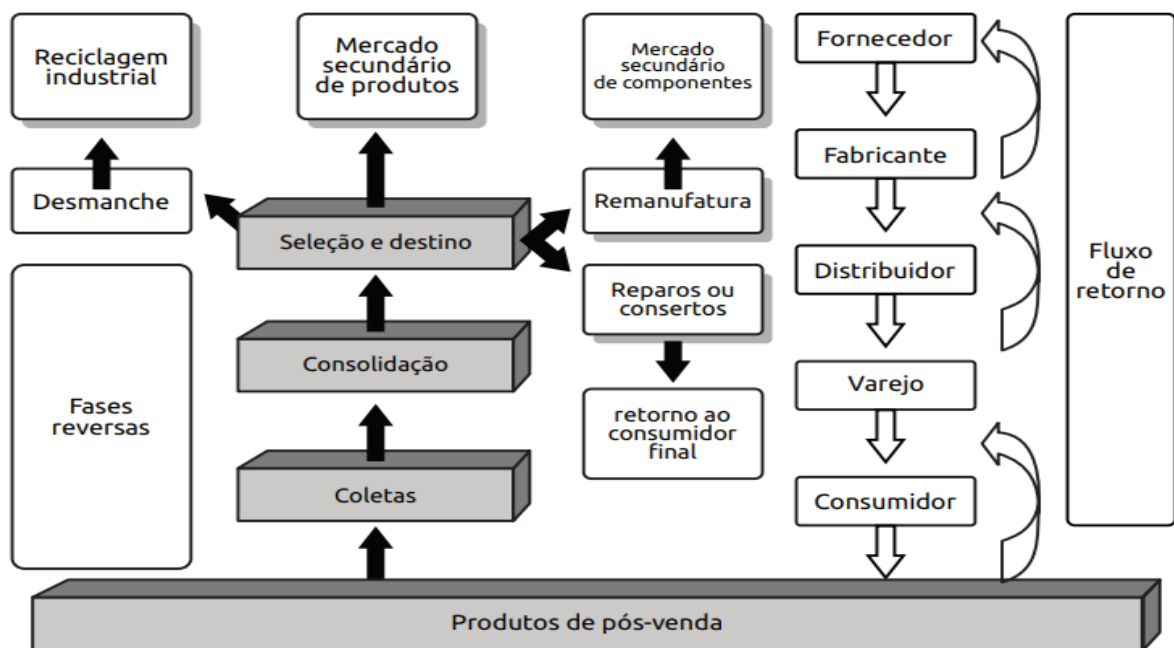 Reciclagem
industrial
Mercado
secundário
de produtos
Mercado
secundário
de componentes
Fornecedor
Desmanche
Seleção e destino
Remanufatura
Fabricante
Reparos ou
consertos
Distribuidor
Fluxo
de
retorno
Fases
reversas
Consolidação
retorno ao
consumidor
final
Varejo
Coletas
Consumidor
Produtos de pós-venda